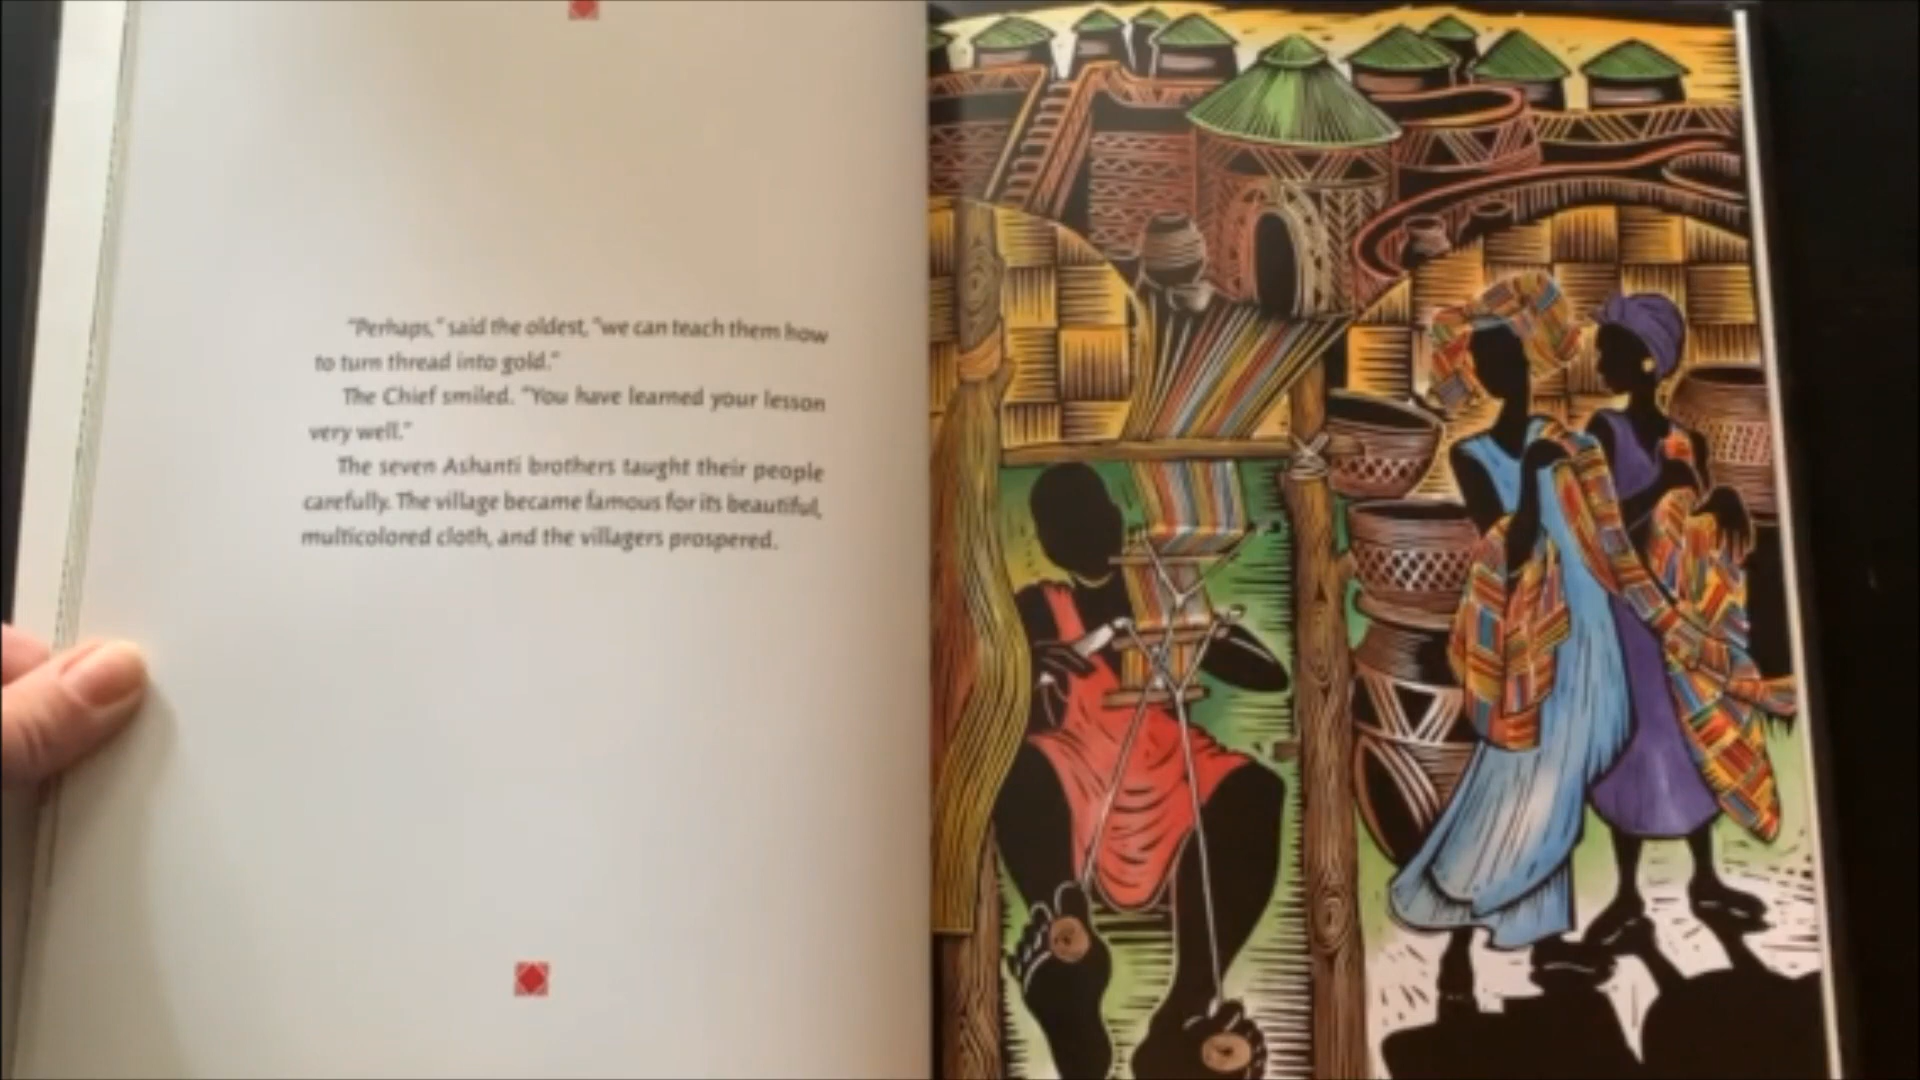 "Perhaps," said the oldest, "we can teach them how
to turn thread into gold."
The Chief smiled. "You have learned your lesson
very well."
The seven Ashanti brothers taught their people
carefully. The village became famous for its beautiful,
multicolored cloth, and the villagers prospered.